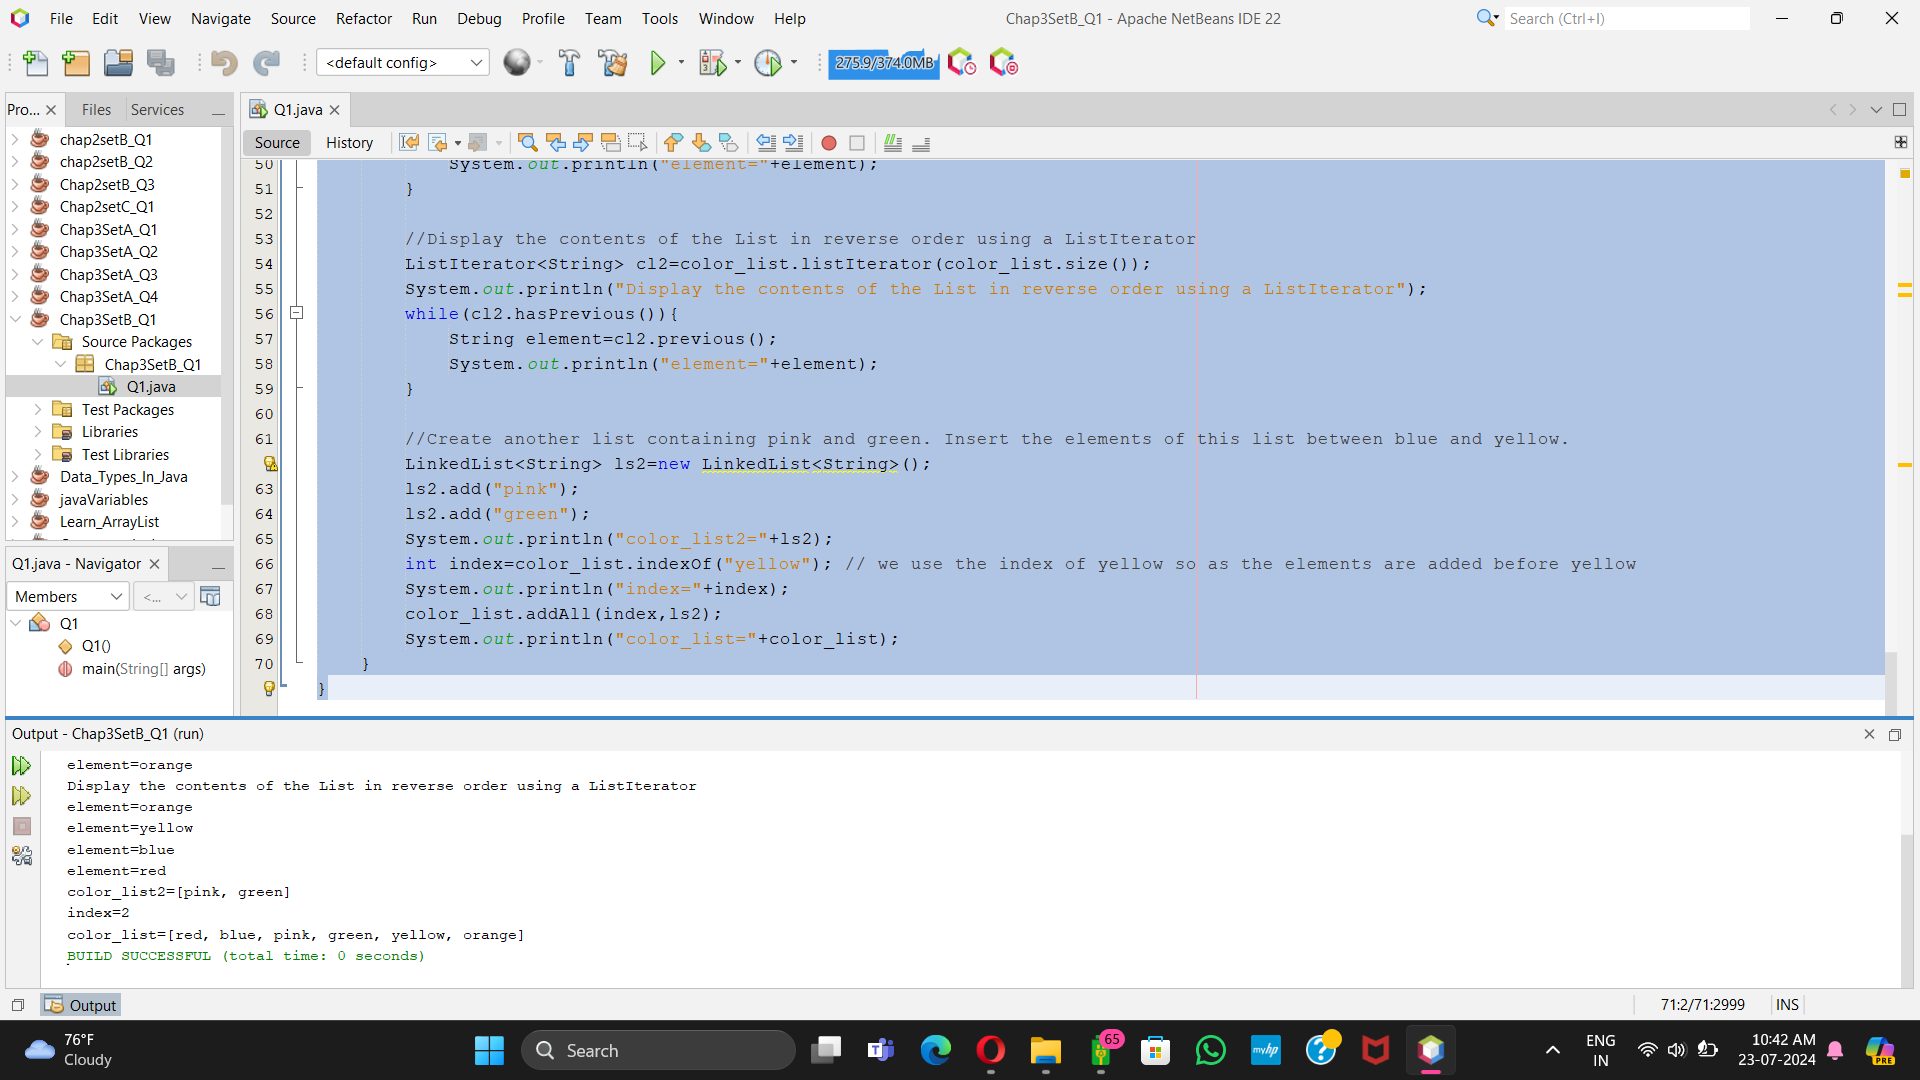 File Edit View Navigate Source Refactor Run Debug Profile Team Tools Window Help
Chap3SetB_Q1 - Apache NetBeans IDE 22
Search (Ctrl+I)
<default config>
275.9/374.0MB
Pro... Files Services
Q1.java
Source History
chap2setB_Q1
chap2setB_Q2
Chap2setB_Q3
Chap2setC_Q1
Chap3SetA_Q1
Chap3SetA_Q2
Chap3SetA_Q3
Chap3SetA_Q4
Chap3SetB_Q1
Source Packages
Chap3SetB_Q1
Q1.java
Test Packages
Libraries
Test Libraries
Data_Types_In_Java
javaVariables
Learn_ArrayList
Q1.java - Navigator
Members <...
Q1
Q1()
main(String[] args)
50 System.out.println("element="+element);
51 }
52
53 //Display the contents of the List in reverse order using a ListIterator
54 ListIterator<String> cl2=color_list.listIterator(color_list.size());
55 System.out.println("Display the contents of the List in reverse order using a ListIterator");
56 while(cl2.hasPrevious()){
57 String element=cl2.previous();
58 System.out.println("element="+element);
59 }
60
61 //Create another list containing pink and green. Insert the elements of this list between blue and yellow.
LinkedList<String> ls2=new LinkedList<String>();
63 ls2.add("pink");
64 ls2.add("green");
65 System.out.println("color_list2="+ls2);
66 int index=color_list.indexOf("yellow"); // we use the index of yellow so as the elements are added before yellow
67 System.out.println("index="+index);
68 color_list.addAll(index,ls2);
69 System.out.println("color_list="+color_list);
70 }
}
Output - Chap3SetB_Q1 (run)
element=orange
Display the contents of the List in reverse order using a ListIterator
element=orange
element=yellow
element=blue
element=red
color_list2=[pink, green]
index=2
color_list=[red, blue, pink, green, yellow, orange]
BUILD SUCCESSFUL (total time: 0 seconds)
Output
71:2/71:2999 INS
76°F
Cloudy
Search
65
myhp
ENG
IN
10:42 AM
23-07-2024
PRE